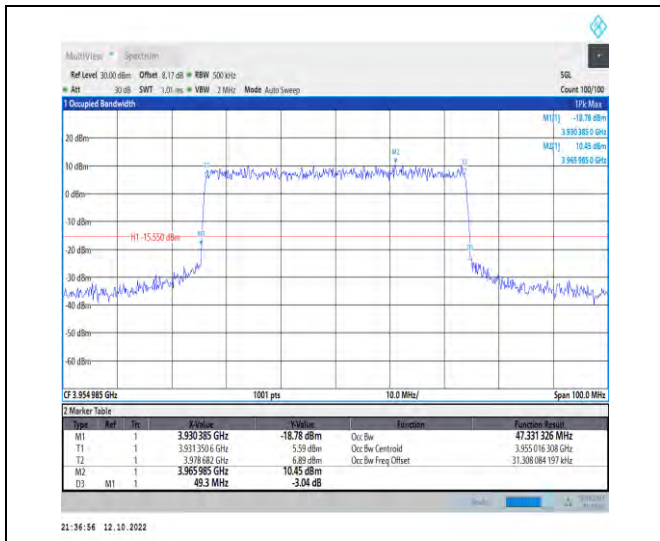 MultiView Spectrum
Ref Level 30.00 dBm Offset 8.17 dB RBW 500 kHz SGL
Att 30 dB SWT 1.01 ms VBW 2 MHz Mode Auto Sweep Count 100/100
1 Occupied Bandwidth 1Pk Max
M1[1] -18.78 dBm
3.930 385 0 GHz
M2[1] 10.45 dBm
3.965 985 0 GHz
20 dBm
M2
T1 T2
10 dBm
0 dBm
-10 dBm
H1 -15.550 dBm
-20 dBm
-30 dBm
-40 dBm
-50 dBm
-60 dBm
CF 3.954 985 GHz 1001 pts 10.0 MHz/ Span 100.0 MHz
2 Marker Table
Type Ref Trc X-Value Y-Value Function Function Result
M1 1 3.930 385 GHz -18.78 dBm Occ Bw 47.331 326 MHz
T1 1 3.931 350 6 GHz 5.59 dBm Occ Bw Centroid 3.955 016 308 GHz
T2 1 3.978 682 GHz 6.89 dBm Occ Bw Freq Offset 31.308 084 197 kHz
M2 1 3.965 985 GHz 10.45 dBm
D3 M1 1 49.3 MHz -3.04 dB
21:36:56 12.10.2022